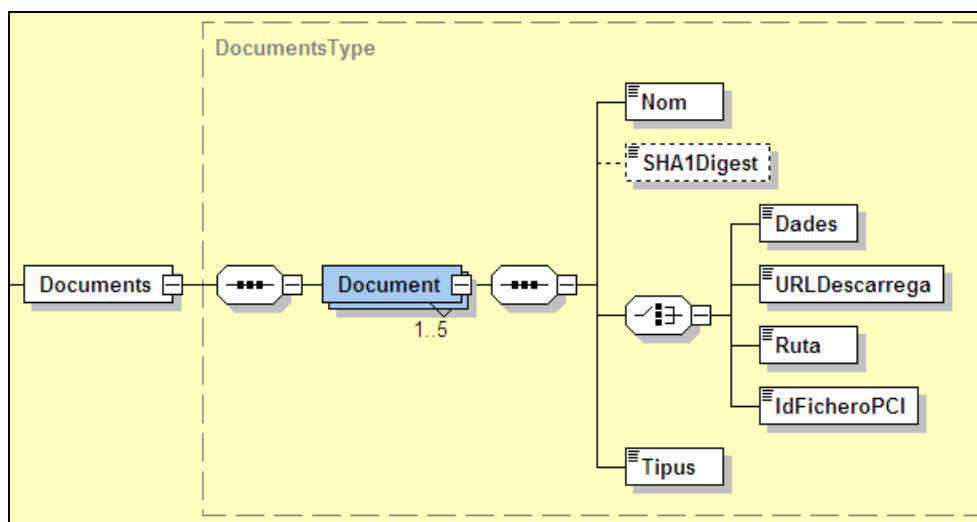 DocumentsType
Nom
SHA1Digest
Dades
Documents
Document
URLDescarrega
1..5
Ruta
IdFicheroPCI
Tipus